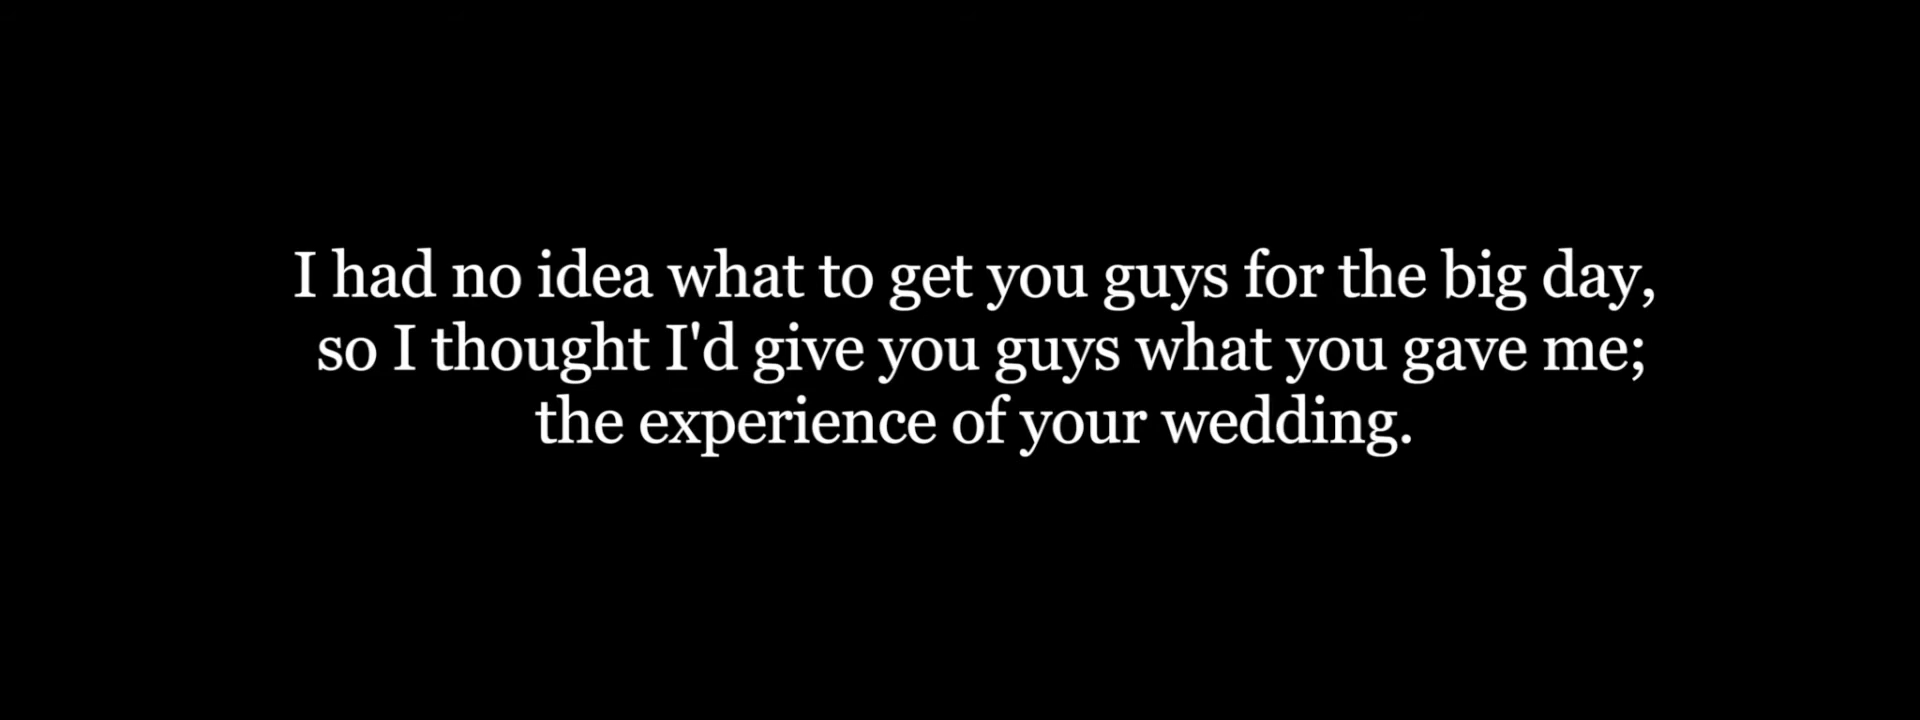 I had no idea what to get you guys for the big day,
so I thought I'd give you guys what you gave me;
the experience of your wedding.